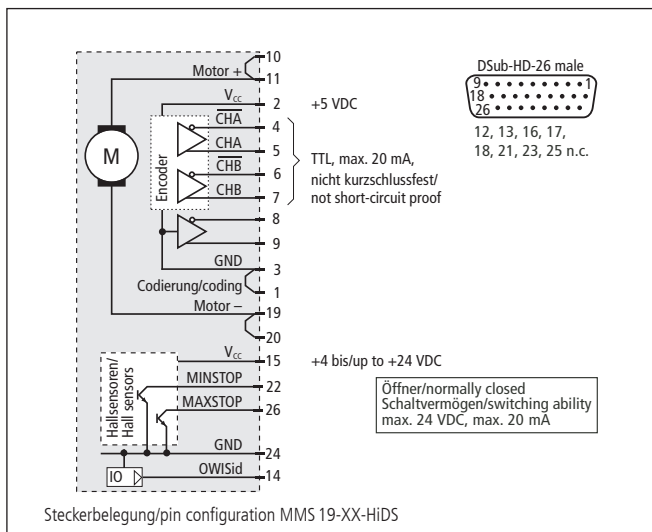 10
Motor +
11
DSub-HD-26 male
Vcc
2
+5 VDC
9
1
18
26
CHA
4
CHA
5
12, 13, 16, 17,
18, 21, 23, 25 n.c.
M
Encoder
CHB
6
CHB
7
TTL, max. 20 mA,
nicht kurzschlussfest/
not short-circuit proof
8
9
GND
3
Codierung/coding
1
Motor –
19
20
Vcc
15
+4 bis/up to +24 VDC
Hallsensoren/
Hall sensors
MINSTOP
22
MAXSTOP
26
Öffner/normally closed
Schaltvermögen/switching ability
max. 24 VDC, max. 20 mA
GND
24
IO
OWISid
14
Steckerbelegung/pin configuration MMS 19-XX-HiDS